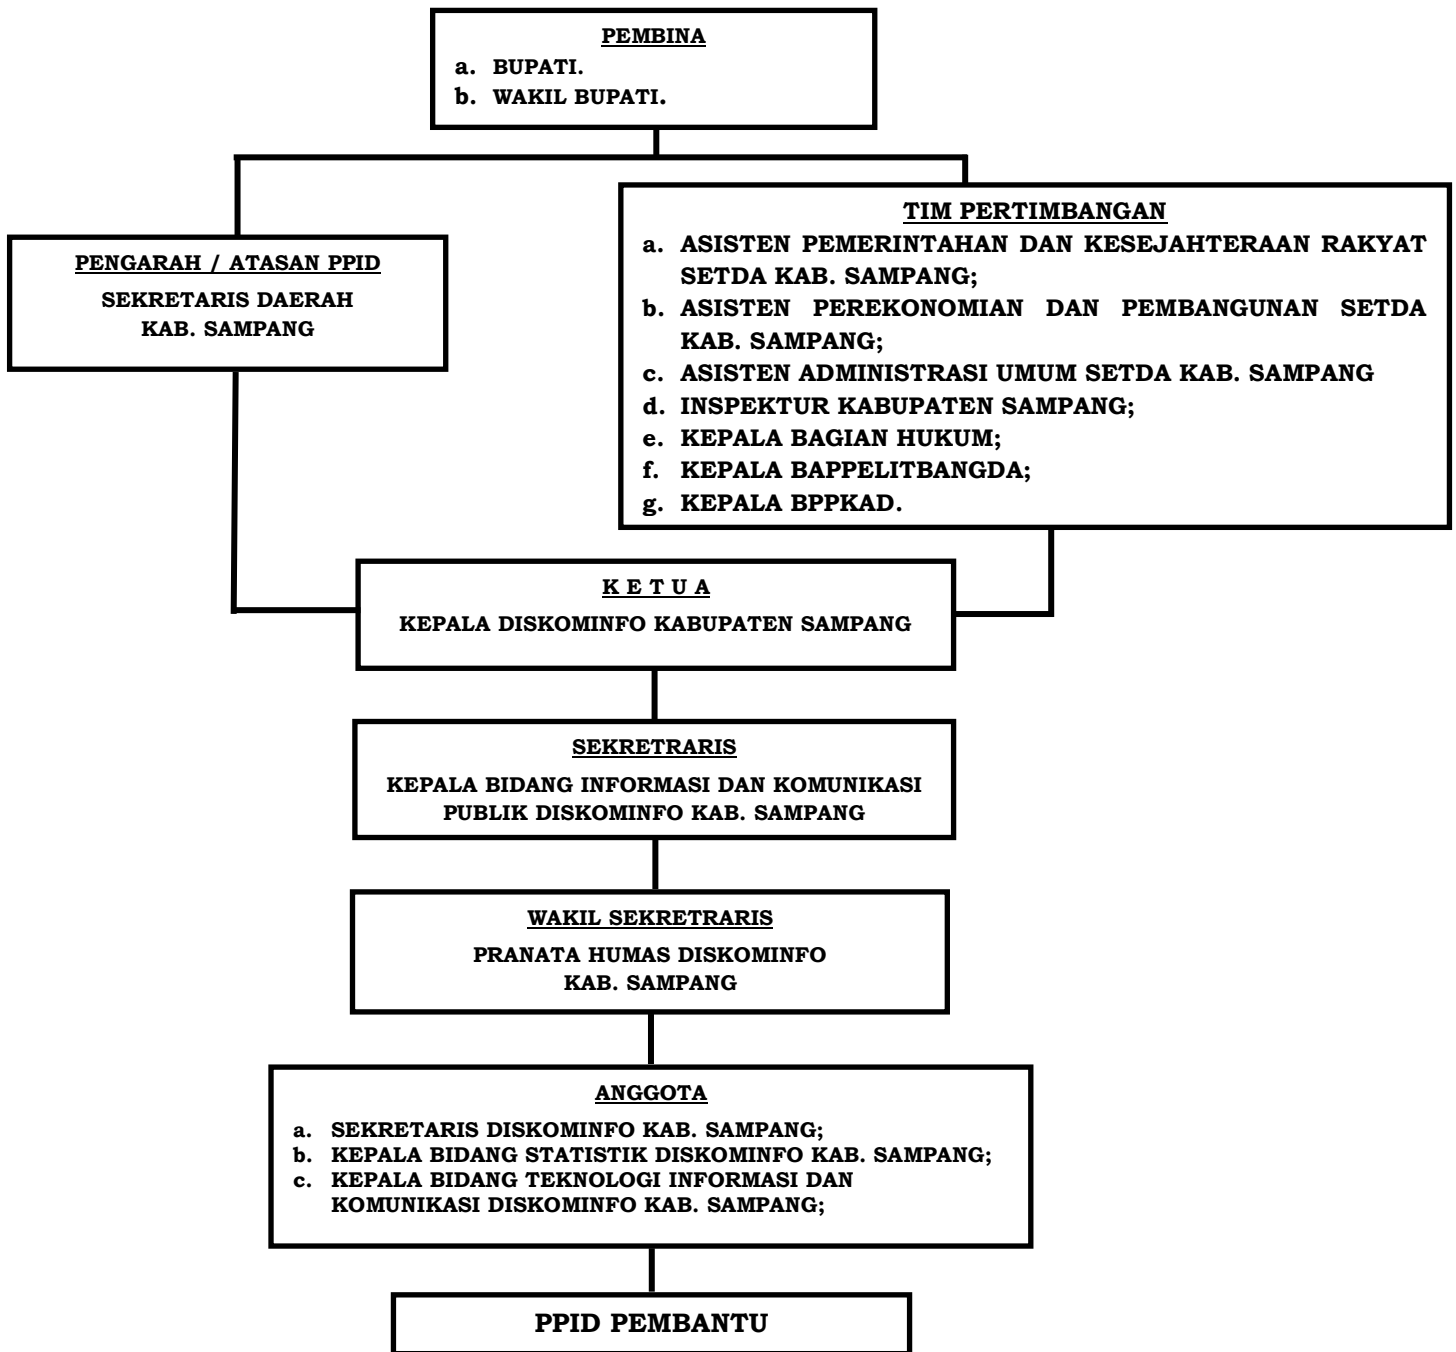 PEMBINA
a. BUPATI.
b. WAKIL BUPATI.
PENGARAH / ATASAN PPID
SEKRETARIS DAERAH
KAB. SAMPANG
TIM PERTIMBANGAN
a. ASISTEN PEMERINTAHAN DAN KESEJAHTERAAN RAKYAT
SETDA KAB. SAMPANG;
b. ASISTEN PEREKONOMIAN DAN PEMBANGUNAN SETDA
KAB. SAMPANG;
c. ASISTEN ADMINISTRASI UMUM SETDA KAB. SAMPANG
d. INSPEKTUR KABUPATEN SAMPANG;
e. KEPALA BAGIAN HUKUM;
f. KEPALA BAPPELITBANGDA;
g. KEPALA BPPKAD.
K E T U A
KEPALA DISKOMINFO KABUPATEN SAMPANG
SEKRETRARIS
KEPALA BIDANG INFORMASI DAN KOMUNIKASI
PUBLIK DISKOMINFO KAB. SAMPANG
WAKIL SEKRETRARIS
PRANATA HUMAS DISKOMINFO
KAB. SAMPANG
ANGGOTA
a. SEKRETARIS DISKOMINFO KAB. SAMPANG;
b. KEPALA BIDANG STATISTIK DISKOMINFO KAB. SAMPANG;
c. KEPALA BIDANG TEKNOLOGI INFORMASI DAN
KOMUNIKASI DISKOMINFO KAB. SAMPANG;
PPID PEMBANTU